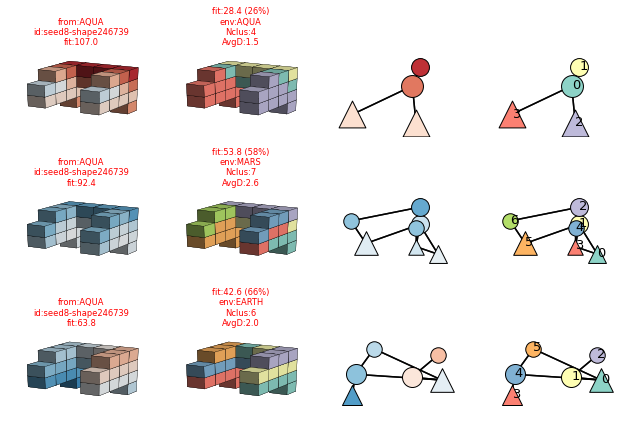 from:AQUA
id:seed8-shape246739
fit:107.0
fit:28.4 (26%)
env:AQUA
Nclus:4
AvgD:1.5
1
0
3
2
from:AQUA
id:seed8-shape246739
fit:92.4
fit:53.8 (58%)
env:MARS
Nclus:7
AvgD:2.6
2
6
1
4
5
3
0
from:AQUA
id:seed8-shape246739
fit:63.8
fit:42.6 (66%)
env:EARTH
Nclus:6
AvgD:2.0
5
2
4
1
0
3